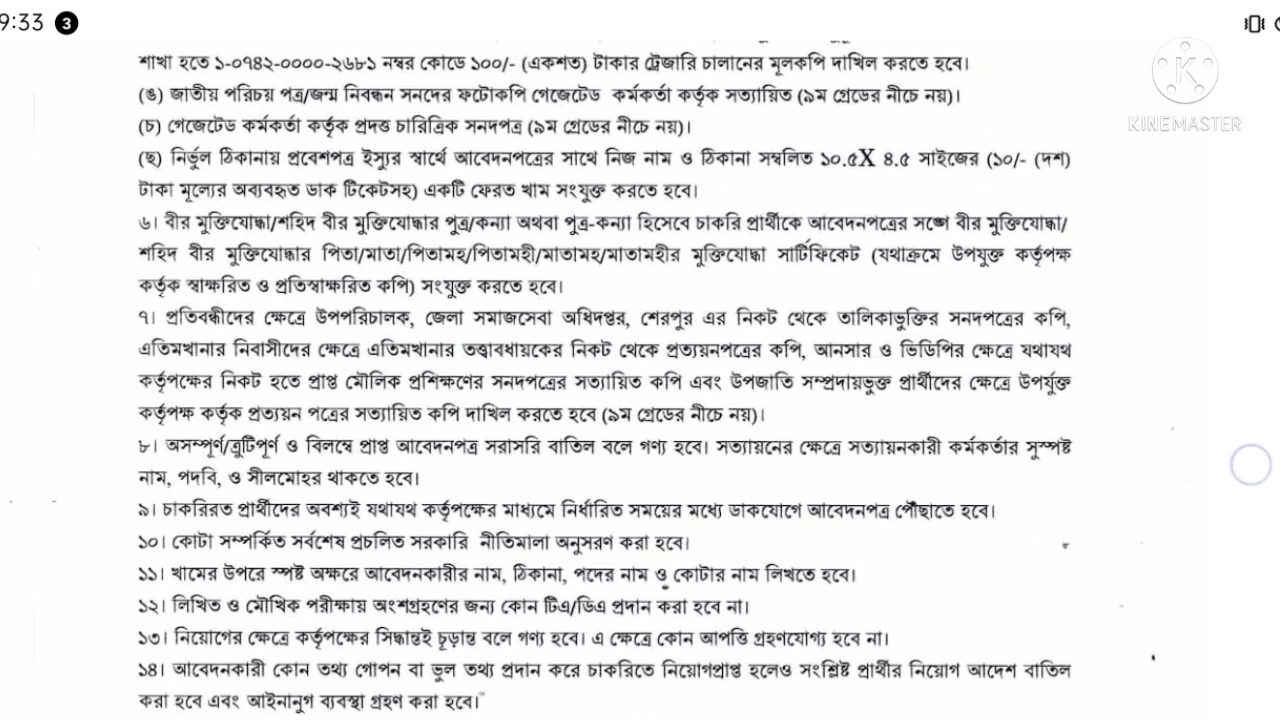 9:33 3
শাখা হতে ১-০৭৪২-০০০০-২৬৮১ নম্বর কোডে ১০০/- (একশত) টাকার ট্রেজারি চালানের মূলকপি দাখিল করতে হবে।
(ঙ) জাতীয় পরিচয় পত্র/জন্ম নিবন্ধন সনদের ফটোকপি গেজেটেড কর্মকর্তা কর্তৃক সত্যায়িত (৯ম গ্রেডের নীচে নয়)।
(চ) গেজেটেড কর্মকর্তা কর্তৃক প্রদত্ত চারিত্রিক সনদপত্র (৯ম গ্রেডের নীচে নয়)।
(ছ) নির্ভুল ঠিকানায় প্রবেশপত্র ইস্যুর স্বার্থে আবেদনপত্রের সাথে নিজ নাম ও ঠিকানা সম্বলিত ১০.৫X ৪.৫ সাইজের (১০/- (দশ)
টাকা মূল্যের অব্যবহৃত ডাক টিকেটসহ) একটি ফেরত খাম সংযুক্ত করতে হবে।
৬। বীর মুক্তিযোদ্ধা/শহিদ বীর মুক্তিযোদ্ধার পুত্র/কন্যা অথবা পুত্র-কন্যা হিসেবে চাকরি প্রার্থীকে আবেদনপত্রের সঙ্গে বীর মুক্তিযোদ্ধা/
শহিদ বীর মুক্তিযোদ্ধার পিতা/মাতা/পিতামহ/পিতামহী/মাতামহ/মাতামহীর মুক্তিযোদ্ধা সার্টিফিকেট (যথাক্রমে উপযুক্ত কর্তৃপক্ষ
কর্তৃক স্বাক্ষরিত ও প্রতিস্বাক্ষরিত কপি) সংযুক্ত করতে হবে।
৭। প্রতিবন্ধীদের ক্ষেত্রে উপপরিচালক, জেলা সমাজসেবা অধিদপ্তর, শেরপুর এর নিকট থেকে তালিকাভুক্তির সনদপত্রের কপি,
এতিমখানার নিবাসীদের ক্ষেত্রে এতিমখানার তত্ত্বাবধায়কের নিকট থেকে প্রত্যয়নপত্রের কপি, আনসার ও ভিডিপির ক্ষেত্রে যথাযথ
কর্তৃপক্ষের নিকট হতে প্রাপ্ত মৌলিক প্রশিক্ষণের সনদপত্রের সত্যায়িত কপি এবং উপজাতি সম্প্রদায়ভুক্ত প্রার্থীদের ক্ষেত্রে উপর্যুক্ত
কর্তৃপক্ষ কর্তৃক প্রত্যয়ন পত্রের সত্যায়িত কপি দাখিল করতে হবে (৯ম গ্রেডের নীচে নয়)।
৮। অসম্পূর্ণ/ত্রুটিপূর্ণ ও বিলম্বে প্রাপ্ত আবেদনপত্র সরাসরি বাতিল বলে গণ্য হবে। সত্যায়নের ক্ষেত্রে সত্যায়নকারী কর্মকর্তার সুস্পষ্ট
নাম, পদবি, ও সীলমোহর থাকতে হবে।
৯। চাকরিরত প্রার্থীদের অবশ্যই যথাযথ কর্তৃপক্ষের মাধ্যমে নির্ধারিত সময়ের মধ্যে ডাকযোগে আবেদনপত্র পৌঁছাতে হবে।
১০। কোটা সম্পর্কিত সর্বশেষ প্রচলিত সরকারি নীতিমালা অনুসরণ করা হবে।
১১। খামের উপরে স্পষ্ট অক্ষরে আবেদনকারীর নাম, ঠিকানা, পদের নাম ও কোটার নাম লিখতে হবে।
১২। লিখিত ও মৌখিক পরীক্ষায় অংশগ্রহণের জন্য কোন টিএ/ডিএ প্রদান করা হবে না।
১৩। নিয়োগের ক্ষেত্রে কর্তৃপক্ষের সিদ্ধান্তই চূড়ান্ত বলে গণ্য হবে। এ ক্ষেত্রে কোন আপত্তি গ্রহণযোগ্য হবে না।
১৪। আবেদনকারী কোন তথ্য গোপন বা ভুল তথ্য প্রদান করে চাকরিতে নিয়োগপ্রাপ্ত হলেও সংশ্লিষ্ট প্রার্থীর নিয়োগ আদেশ বাতিল
করা হবে এবং আইনানুগ ব্যবস্থা গ্রহণ করা হবে।
K
KINEMASTER